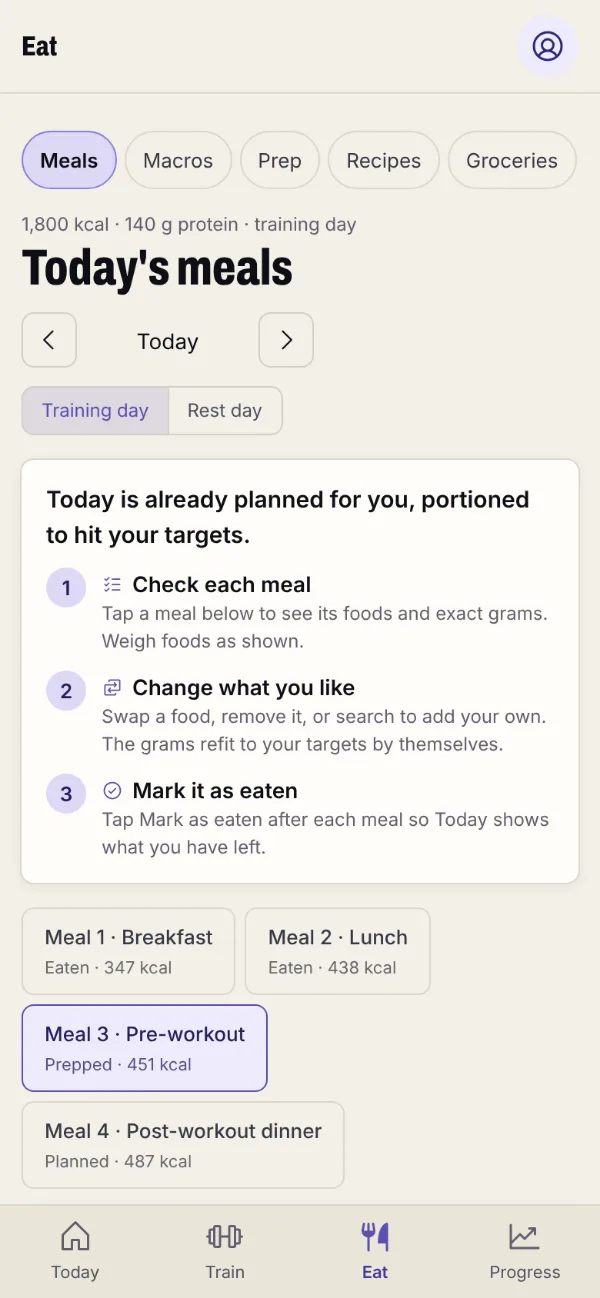 Eat
Meals
Macros
Prep
Recipes
Groceries
1,800 kcal · 140 g protein · training day
Today's meals
Today
Training day
Rest day
Today is already planned for you, portioned
to hit your targets.
1
Check each meal
Tap a meal below to see its foods and exact grams.
Weigh foods as shown.
2
Change what you like
Swap a food, remove it, or search to add your own.
The grams refit to your targets by themselves.
3
Mark it as eaten
Tap Mark as eaten after each meal so Today shows
what you have left.
Meal 1 · Breakfast
Eaten · 347 kcal
Meal 2 · Lunch
Eaten · 438 kcal
Meal 3 · Pre-workout
Prepped · 451 kcal
Meal 4 · Post-workout dinner
Planned · 487 kcal
Today
Train
Eat
Progress